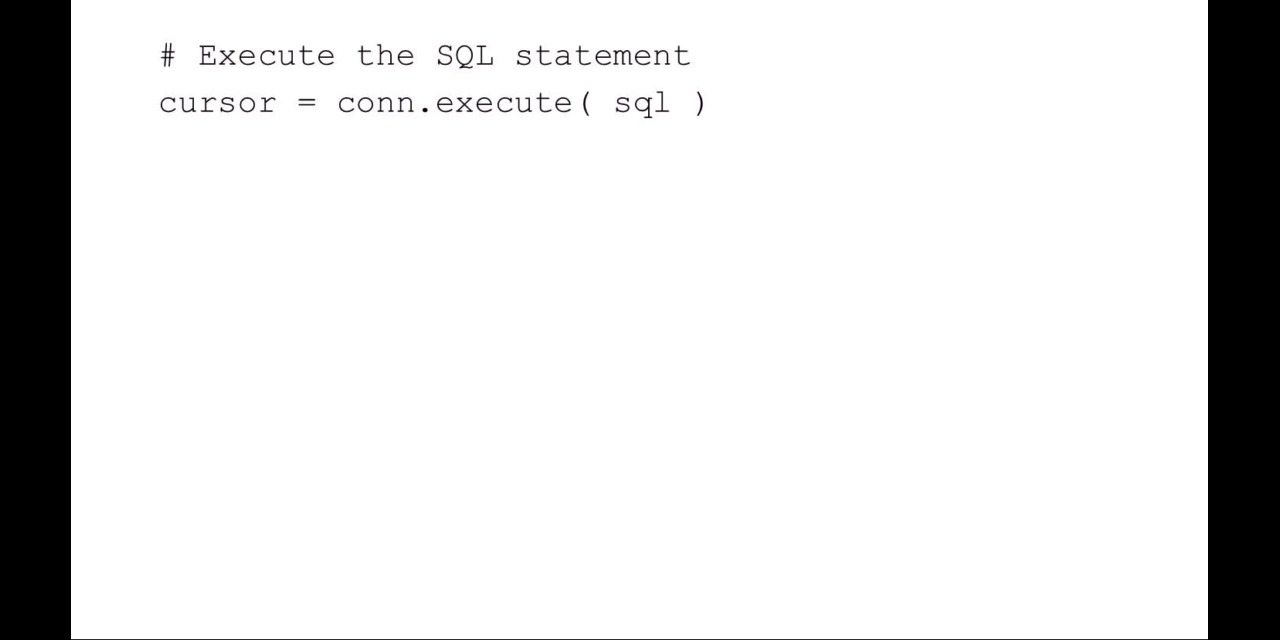 # Execute the SQL statement
cursor = conn.execute( sql )